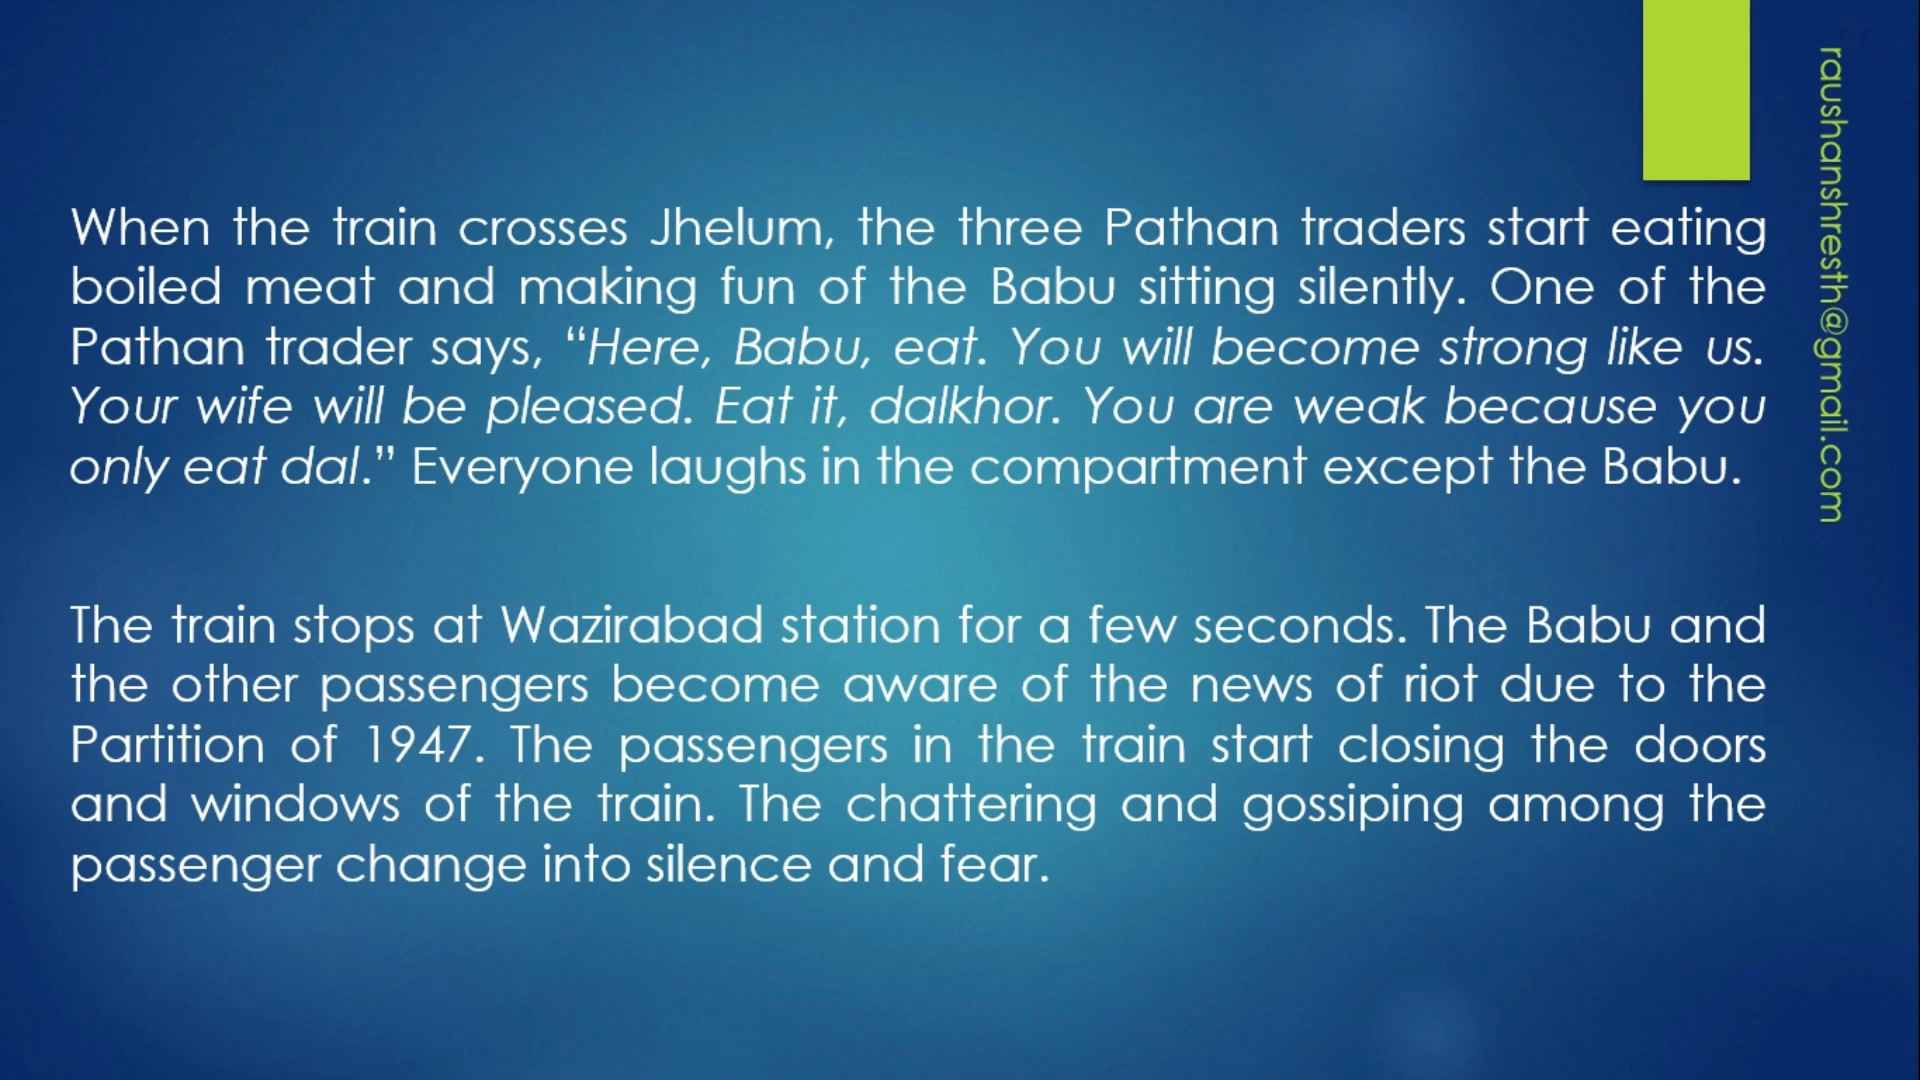 When the train crosses Jhelum, the three Pathan traders start eating
boiled meat and making fun of the Babu sitting silently. One of the
Pathan trader says, “Here, Babu, eat. You will become strong like us.
Your wife will be pleased. Eat it, dalkhor. You are weak because you
only eat dal.” Everyone laughs in the compartment except the Babu.
The train stops at Wazirabad station for a few seconds. The Babu and
the other passengers become aware of the news of riot due to the
Partition of 1947. The passengers in the train start closing the doors
and windows of the train. The chattering and gossiping among the
passenger change into silence and fear.
raushanshresth@gmail.com